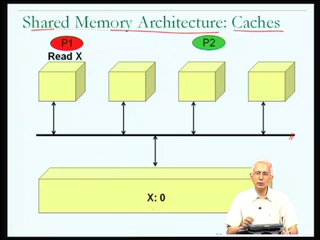 Shared Memory Architecture: Caches
P1
P2
Read X
X: 0